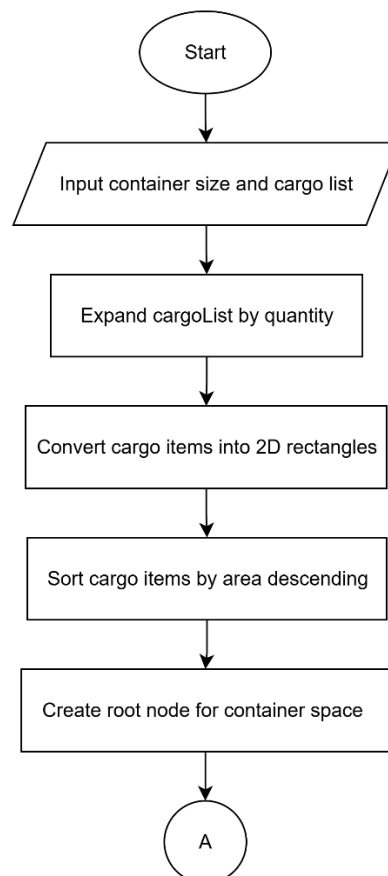 Start
Input container size and cargo list
Expand cargoList by quantity
Convert cargo items into 2D rectangles
Sort cargo items by area descending
Create root node for container space
A